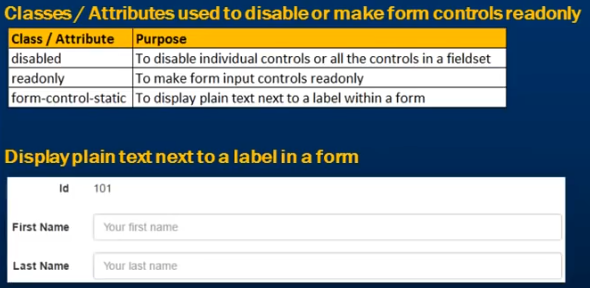 Classes / Attributes used to disable or make form controls readonly
Class / Attribute Purpose
disabled To disable individual controls or all the controls in a fieldset
readonly To make form input controls readonly
form-control-static To display plain text next to a label within a form
Display plain text next to a label in a form
Id 101
First Name Your first name
Last Name Your last name